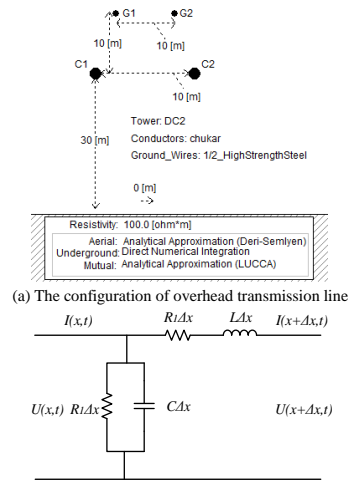 G1 G2
10 [m] 10 [m]
C1 C2
10 [m]
Tower: DC2
30 [m] Conductors: chukar
Ground_Wires: 1/2_HighStrengthSteel
0 [m]
Resistivity: 100.0 [ohm*m]
Aerial: Analytical Approximation (Deri-Semlyen)
Underground: Direct Numerical Integration
Mutual: Analytical Approximation (LUCCA)
(a) The configuration of overhead transmission line
I(x,t) R1Δx LΔx I(x+Δx,t)
U(x,t) R1Δx CΔx U(x+Δx,t)